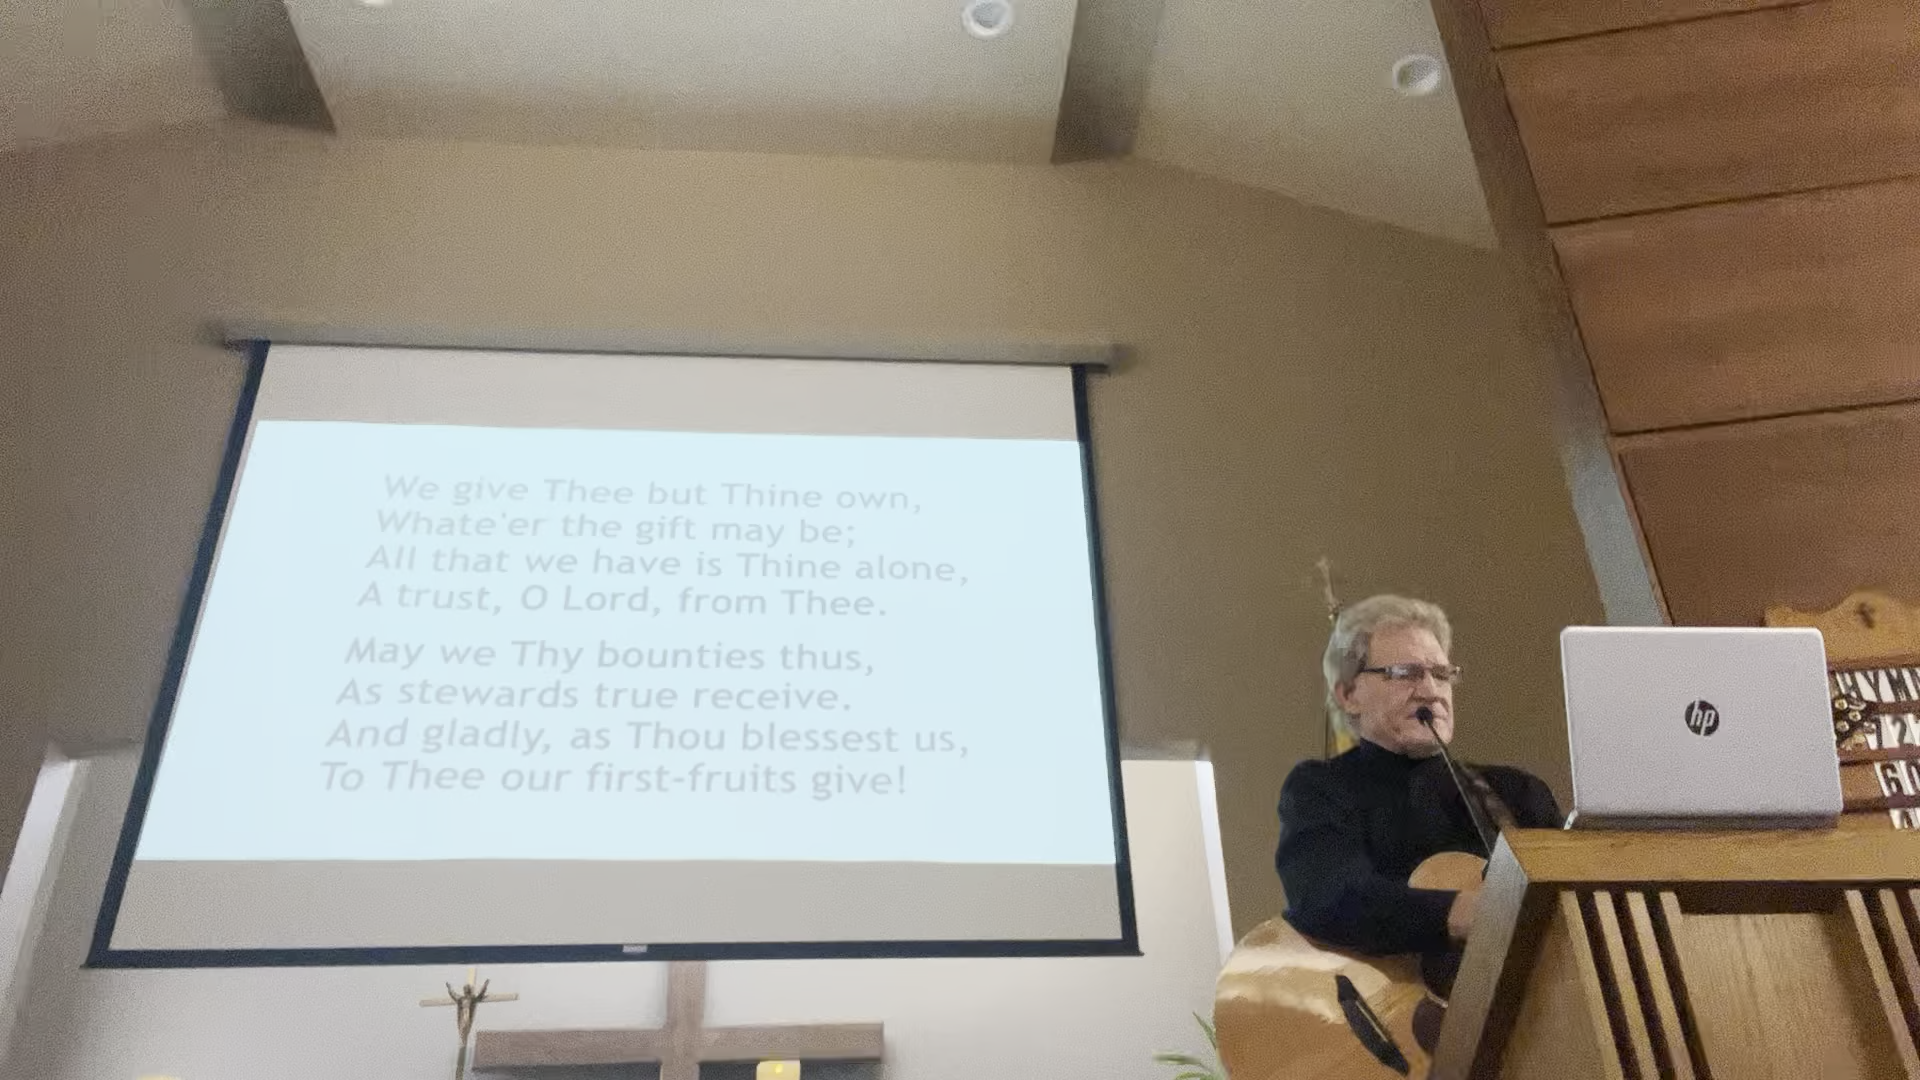 We give Thee but Thine own,
Whate'er the gift may be;
All that we have is Thine alone,
A trust, O Lord, from Thee.
May we Thy bounties thus,
As stewards true receive.
And gladly, as Thou blessest us,
To Thee our first-fruits give!
hp
HYMN